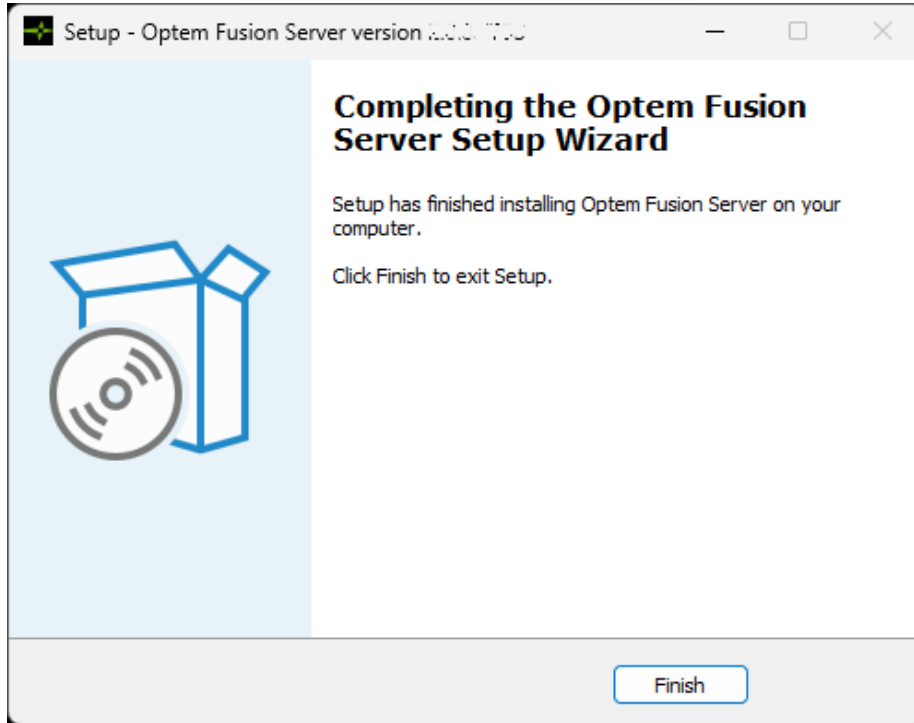 Setup - Optem Fusion Server version
Completing the Optem Fusion
Server Setup Wizard
Setup has finished installing Optem Fusion Server on your
computer.
Click Finish to exit Setup.
Finish